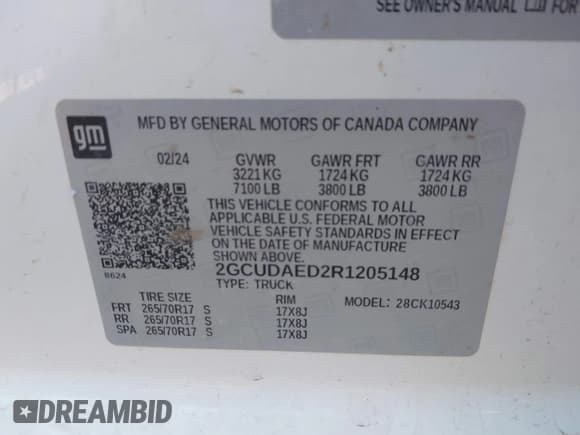 SEE OWNER'S MANUAL FOR
gm
MFD BY GENERAL MOTORS OF CANADA COMPANY
02/24 GVWR GAWR FRT GAWR RR
3221 KG 1724 KG 1724 KG
7100 LB 3800 LB 3800 LB
THIS VEHICLE CONFORMS TO ALL
APPLICABLE U.S. FEDERAL MOTOR
VEHICLE SAFETY STANDARDS IN EFFECT
ON THE DATE OF MANUFACTURE
SHOWN ABOVE.
8624 2GCUDAED2R1205148
TYPE: TRUCK
TIRE SIZE RIM MODEL: 28CK10543
FRT 265/70R17 S 17X8J
RR 265/70R17 S 17X8J
SPA 265/70R17 S 17X8J
DREAMBID